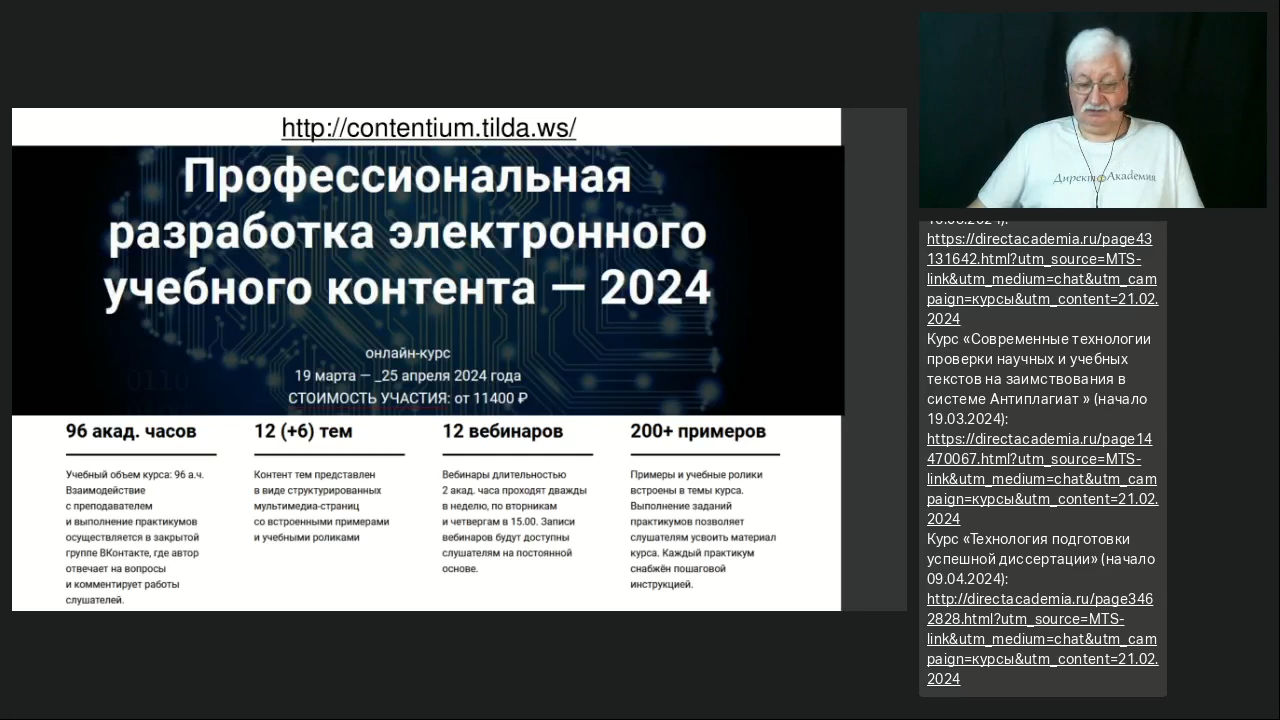 http://contentium.tilda.ws/
Профессиональная
разработка электронного
учебного контента — 2024
онлайн-курс
19 марта — _25 апреля 2024 года
СТОИМОСТЬ УЧАСТИЯ: от 11400 ₽
96 акад. часов
Учебный объем курса: 96 а.ч.
Взаимодействие
с преподавателем
и выполнение практикумов
осуществляется в закрытой
группе ВКонтакте, где автор
отвечает на вопросы
и комментирует работы
слушателей.
12 (+6) тем
Контент тем представлен
в виде структурированных
мультимедиа-страниц
со встроенными примерами
и учебными роликами
12 вебинаров
Вебинары длительностью
2 акад. часа проходят дважды
в неделю, по вторникам
и четвергам в 15.00. Записи
вебинаров будут доступны
слушателям на постоянной
основе.
200+ примеров
Примеры и учебные ролики
встроены в темы курса.
Выполнение заданий
практикумов позволяет
слушателям усвоить материал
курса. Каждый практикум
снабжён пошаговой
инструкцией.
ДиректАкадемия
https://directacademia.ru/page43
131642.html?utm_source=MTS-
link&utm_medium=chat&utm_cam
paign=курсы&utm_content=21.02.
2024
Курс «Современные технологии
проверки научных и учебных
текстов на заимствования в
системе Антиплагиат » (начало
19.03.2024):
https://directacademia.ru/page14
470067.html?utm_source=MTS-
link&utm_medium=chat&utm_cam
paign=курсы&utm_content=21.02.
2024
Курс «Технология подготовки
успешной диссертации» (начало
09.04.2024):
http://directacademia.ru/page346
2828.html?utm_source=MTS-
link&utm_medium=chat&utm_cam
paign=курсы&utm_content=21.02.
2024